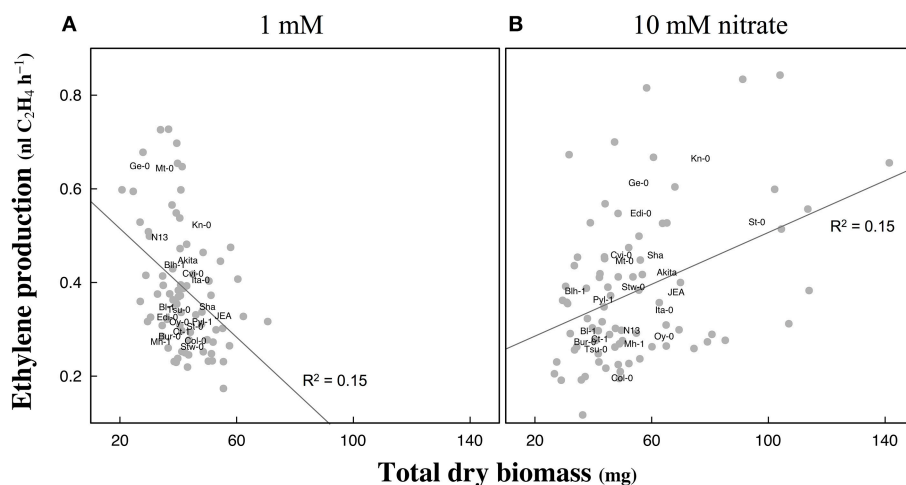 A
1 mM
B
10 mM nitrate
Ethylene production (nl C₂H₄ h⁻¹)
0.8
0.6
0.4
0.2
Ge-0
Mt-0
Kn-0
N13
Akita
Blh-1
Cvi-0
Ita-0
Bl-1
Tsu-0
Sha
Edi-0
Oy-0
Pyl-1
JEA
St-0
Ct-1
Bur-0
Mh-1
Col-0
Stw-0
R² = 0.15
Kn-0
Ge-0
Edi-0
St-0
R² = 0.15
Cvi-0
Sha
Mt-0
Akita
Blh-1
Stw-0
JEA
Pyl-1
Ita-0
Bl-1
N13
Ct-1
Oy-0
Bur-0
Mh-1
Tsu-0
Col-0
20 60 100 140 20 60 100 140
Total dry biomass (mg)